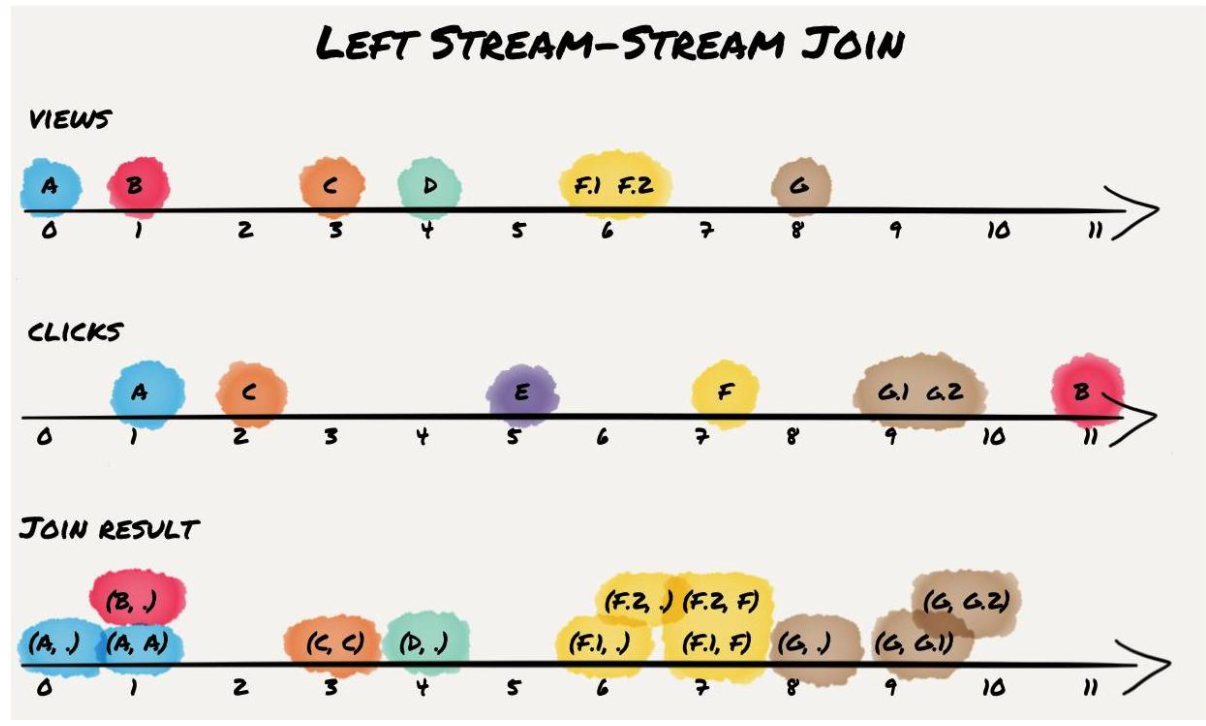 LEFT STREAM-STREAM JOIN
VIEWS
A B C D F.1 F.2 G
0 1 2 3 4 5 6 7 8 9 10 11
CLICKS
A C E F G.1 G.2 B
0 1 2 3 4 5 6 7 8 9 10 11
JOIN RESULT
(B, .) (F.2, .) (F.2, F) (G, G.2)
(A, .) (A, A) (C, C) (D, .) (F.1, .) (F.1, F) (G, .) (G, G.1)
0 1 2 3 4 5 6 7 8 9 10 11